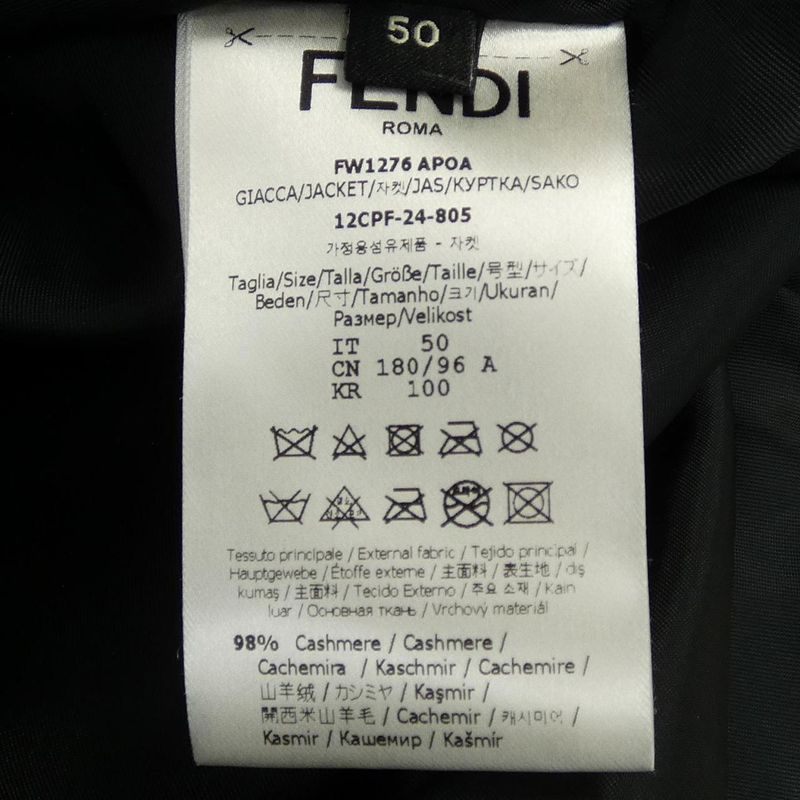 50
FENDI
ROMA
FW1276 APOA
GIACCA/JACKET/자켓/JAS/КУРТКА/SAKO
12CPF-24-805
가정용섬유제품 - 자켓
Taglia/Size/Talla/Größe/Taille/号型/サイズ/
Beden/尺寸/Tamanho/크기/Ukuran/
Размер/Velikost
IT 50
CN 180/96 A
KR 100
Tessuto principale / External fabric / Tejido principal /
Hauptgewebe / Étoffe externe / 主面料 / 表生地 / dış
kumaş / 主面料 / Tecido Externo / 주요 소재 / Kain
luar / Основная ткань / Vrchový materiál
98% Cashmere / Cashmere /
Cachemira / Kaschmir / Cachemire /
山羊绒 / カシミヤ / Kaşmir /
開西米山羊毛 / Cachemir / 캐시미어 /
Kasmir / Кашемир / Kašmír